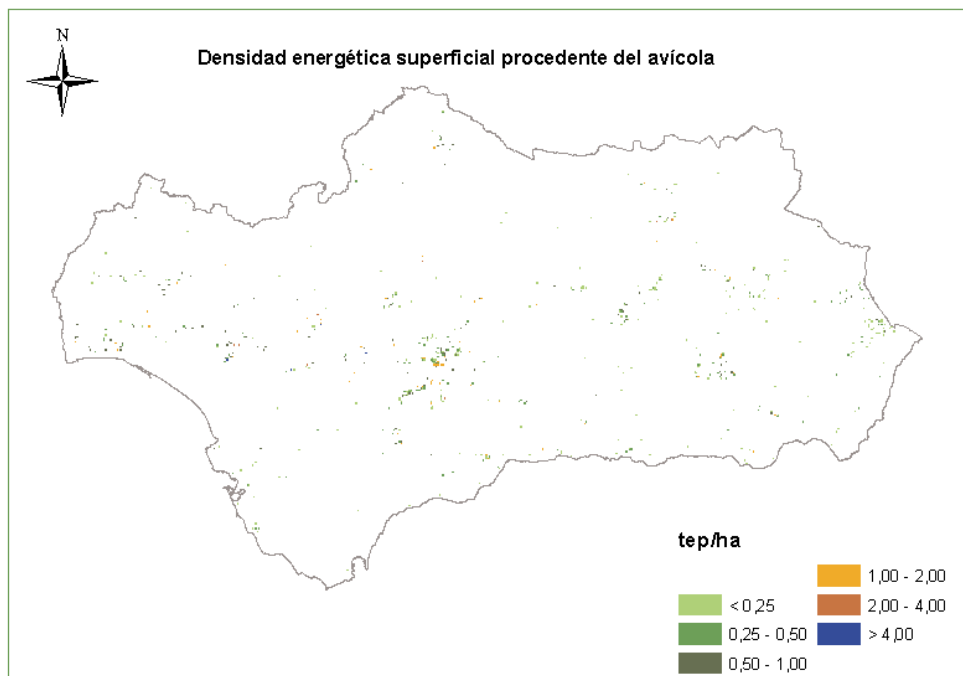 N
Densidad energética superficial procedente del avícola
tep/ha
< 0,25
0,25 - 0,50
0,50 - 1,00
1,00 - 2,00
2,00 - 4,00
> 4,00